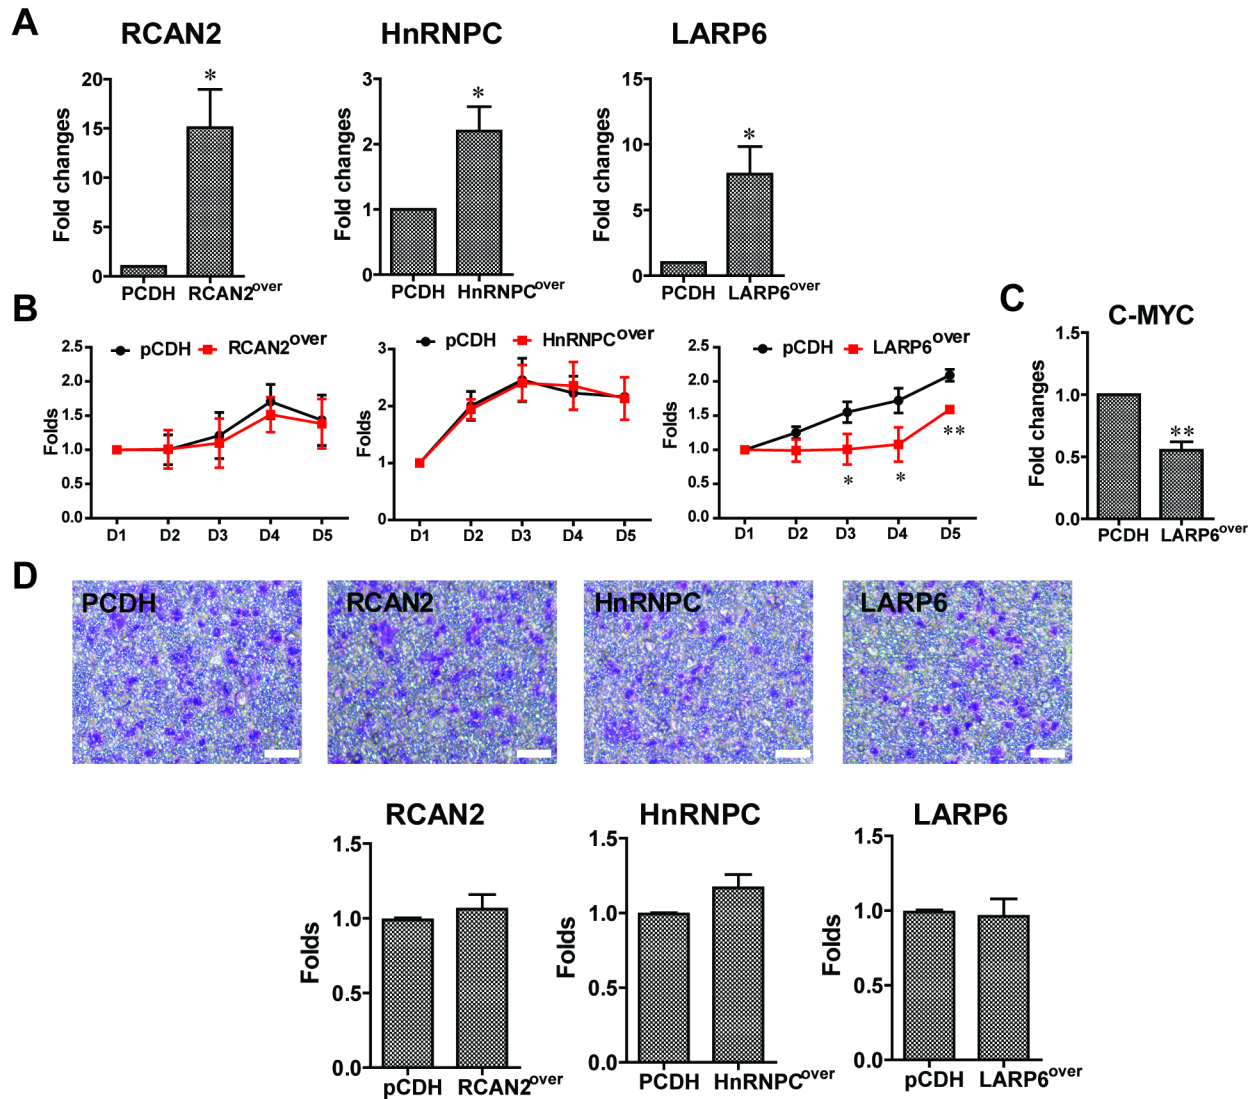 A
RCAN2
HnRNPC
LARP6
Fold changes
20
15
10
5
0
*
PCDH
RCAN2over
Fold changes
3
2
1
0
*
PCDH
HnRNPCover
Fold changes
15
10
5
0
*
PCDH
LARP6over
B
pCDH
RCAN2over
Folds
2.5
2.0
1.5
1.0
0.5
0.0
D1
D2
D3
D4
D5
pCDH
HnRNPCover
Folds
3
2
1
0
D1
D2
D3
D4
D5
pCDH
LARP6over
Folds
2.5
2.0
1.5
1.0
0.5
0.0
*
*
**
D1
D2
D3
D4
D5
C
C-MYC
Fold changes
1.5
1.0
0.5
0.0
**
PCDH
LARP6over
D
PCDH
RCAN2
HnRNPC
LARP6
RCAN2
Folds
1.5
1.0
0.5
0.0
pCDH
RCAN2over
HnRNPC
Folds
1.5
1.0
0.5
0.0
PCDH
HnRNPCover
LARP6
Folds
1.5
1.0
0.5
0.0
pCDH
LARP6over